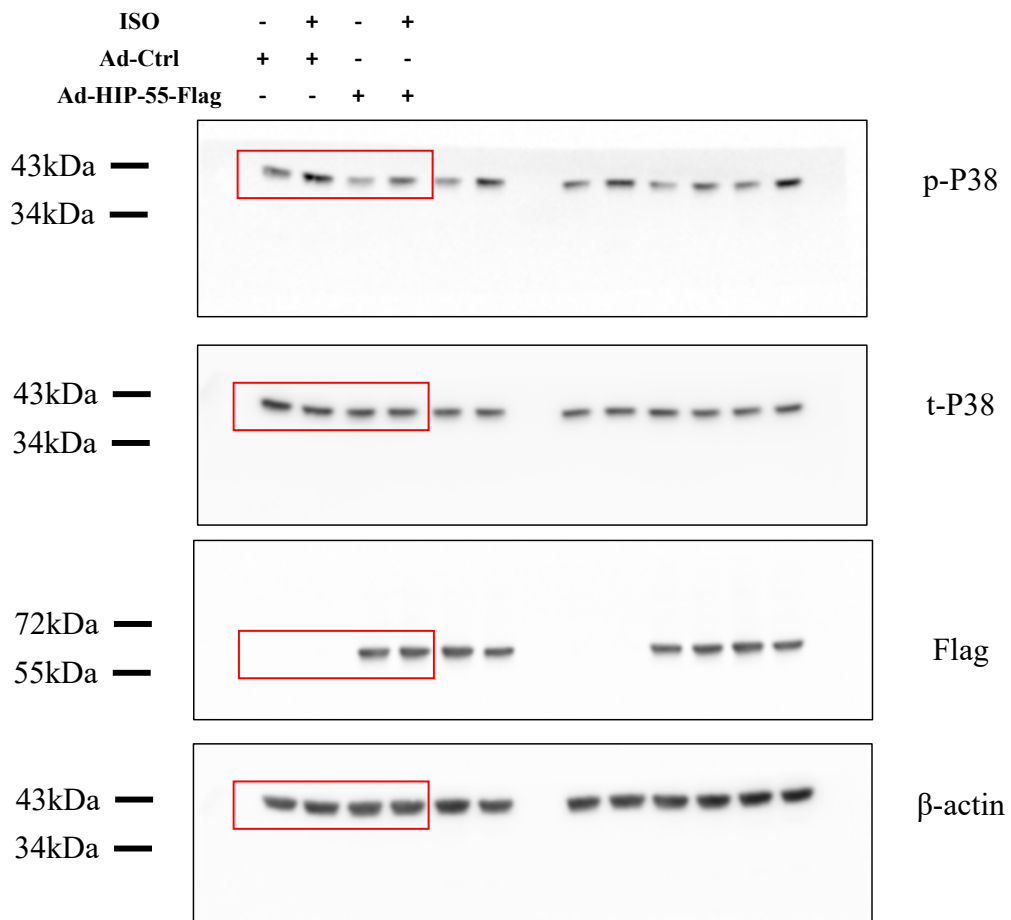 ISO - + - +
Ad-Ctrl + + - -
Ad-HIP-55-Flag - - + +
43kDa
p-P38
34kDa
43kDa
t-P38
34kDa
72kDa
Flag
55kDa
43kDa
β-actin
34kDa